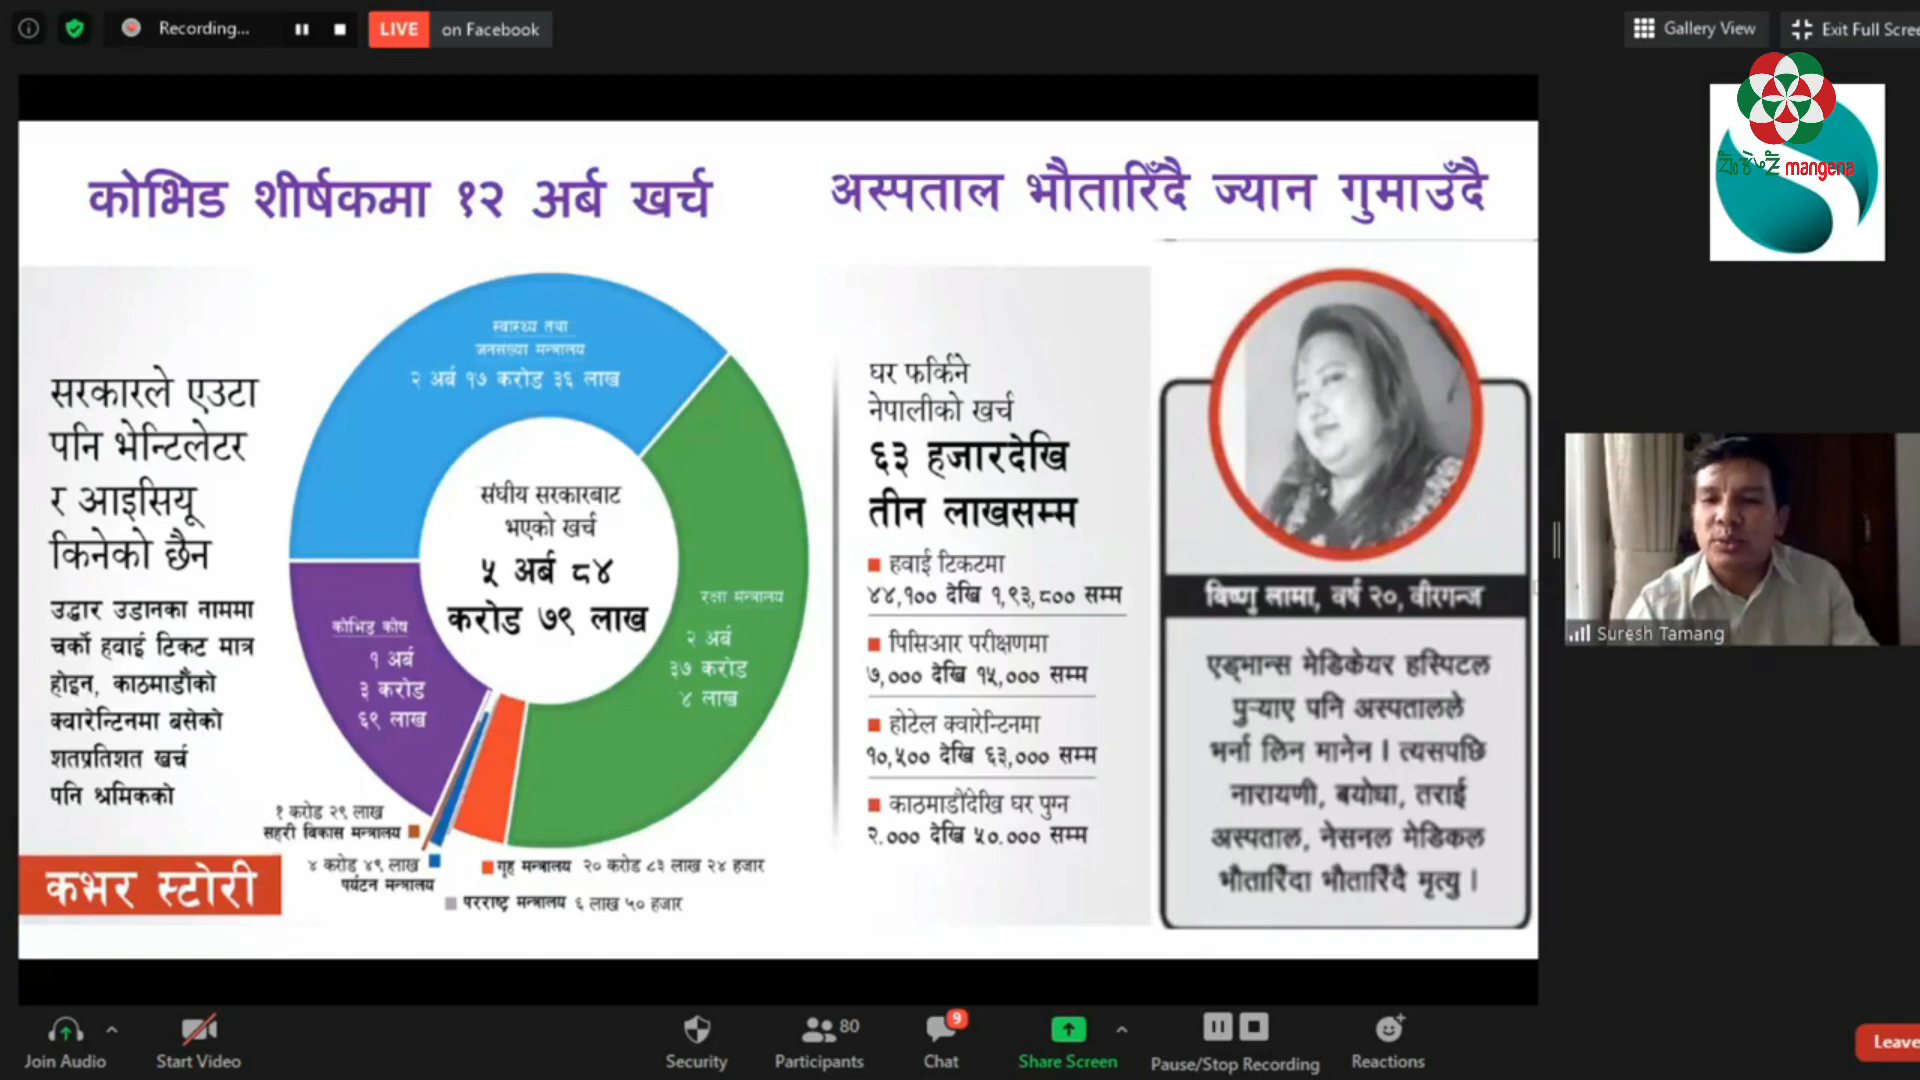 Recording...
LIVE
on Facebook
Gallery View
Exit Full Scree
mangena
कोभिड शीर्षकमा १२ अर्ब खर्च
अस्पताल भौतारिँदै ज्यान गुमाउँदै
सरकारले एउटा
पनि भेन्टिलेटर
र आइसियू
किनेको छैन
उद्धार उडानका नाममा
चर्को हवाई टिकट मात्र
होइन, काठमाडौंको
क्वारेन्टिनमा बसेको
शतप्रतिशत खर्च
पनि श्रमिकको
कभर स्टोरी
स्वास्थ्य तथा
जनसंख्या मन्त्रालय
२ अर्ब १७ करोड ३६ लाख
संघीय सरकारबाट
भएको खर्च
५ अर्ब ८४
करोड ७९ लाख
रक्षा मन्त्रालय
२ अर्ब
३७ करोड
४ लाख
कोभिड कोष
१ अर्ब
३ करोड
६९ लाख
१ करोड २९ लाख
सहरी विकास मन्त्रालय
४ करोड ४९ लाख
पर्यटन मन्त्रालय
गृह मन्त्रालय २० करोड ८३ लाख २४ हजार
परराष्ट्र मन्त्रालय ६ लाख ५० हजार
घर फर्किने
नेपालीको खर्च
६३ हजारदेखि
तीन लाखसम्म
हवाई टिकटमा
४४,१०० देखि १,९३,८०० सम्म
पिसिआर परीक्षणमा
७,००० देखि १५,००० सम्म
होटेल क्वारेन्टिनमा
१०,५०० देखि ६३,००० सम्म
काठमाडौंदेखि घर पुग्न
२.००० देखि ५०.००० सम्म
विष्णु लामा, वर्ष २०, वीरगन्ज
एड्भान्स मेडिकेयर हस्पिटल
पुऱ्याए पनि अस्पतालले
भर्ना लिन मानेन । त्यसपछि
नारायणी, बयोधा, तराई
अस्पताल, नेसनल मेडिकल
भौतारिँदा भौतारिँदै मृत्यु ।
Suresh Tamang
Join Audio
Start Video
Security
80
Participants
9
Chat
Share Screen
Pause/Stop Recording
Reactions
Leave